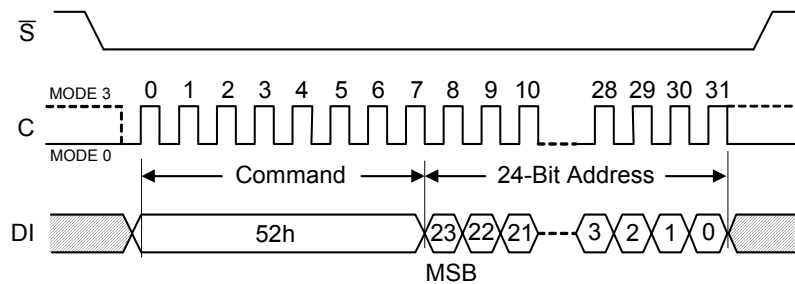 S̅
MODE 3
0 1 2 3 4 5 6 7 8 9 10 28 29 30 31
C
MODE 0
Command 24-Bit Address
DI 52h 23 22 21 3 2 1 0
MSB